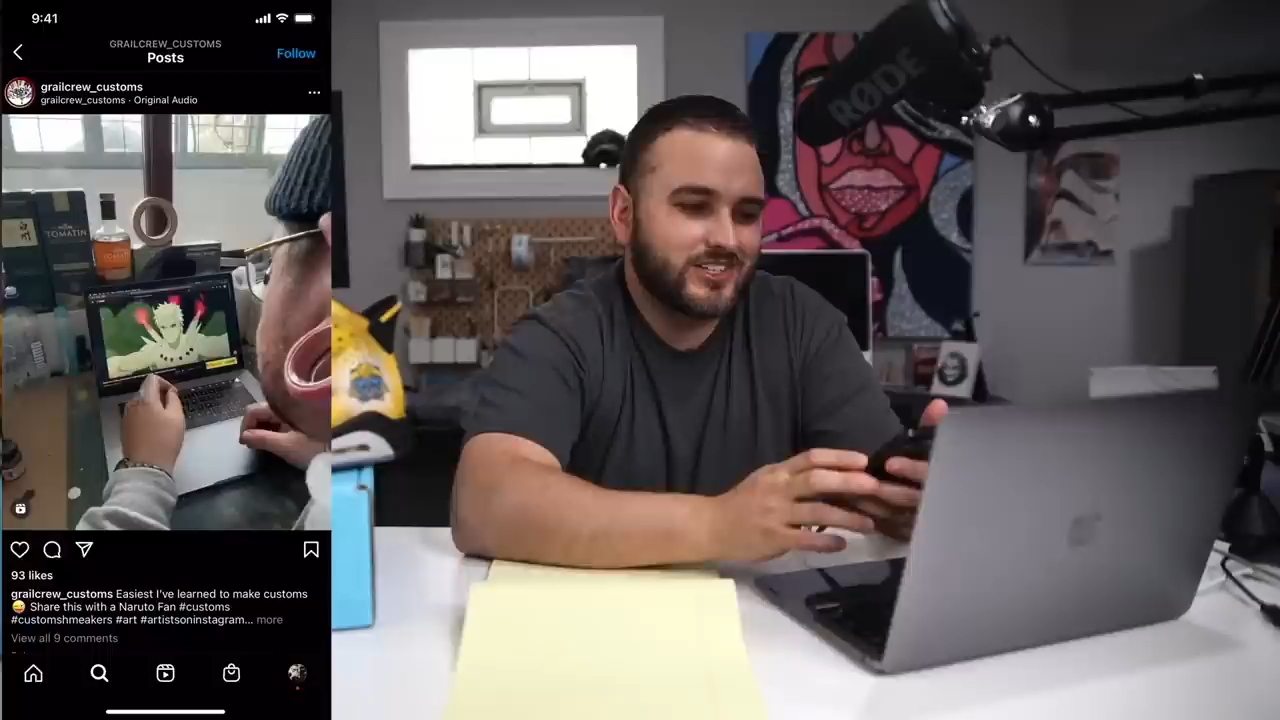 9:41
GRAILCREW_CUSTOMS
Posts
Follow
grailcrew_customs
grailcrew_customs · Original Audio
TOMATIN
RØDE
93 likes
grailcrew_customs Easiest I've learned to make customs
😜 Share this with a Naruto Fan #customs
#customshmeakers #art #artistsoninstagram... more
View all 9 comments